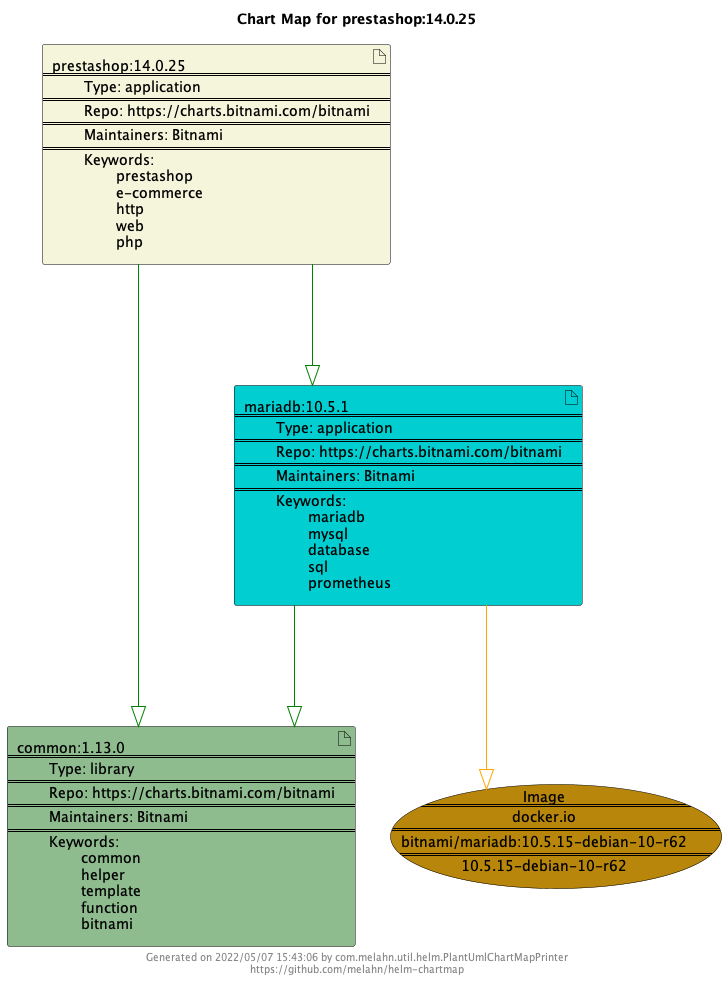 Chart Map for prestashop:14.0.25
prestashop:14.0.25
Type: application
Repo: https://charts.bitnami.com/bitnami
Maintainers: Bitnami
Keywords:
prestashop
e-commerce
http
web
php
mariadb:10.5.1
Type: application
Repo: https://charts.bitnami.com/bitnami
Maintainers: Bitnami
Keywords:
mariadb
mysql
database
sql
prometheus
common:1.13.0
Type: library
Repo: https://charts.bitnami.com/bitnami
Maintainers: Bitnami
Keywords:
common
helper
template
function
bitnami
Image
docker.io
bitnami/mariadb:10.5.15-debian-10-r62
10.5.15-debian-10-r62
Generated on 2022/05/07 15:43:06 by com.melahn.util.helm.PlantUmlChartMapPrinter
https://github.com/melahn/helm-chartmap